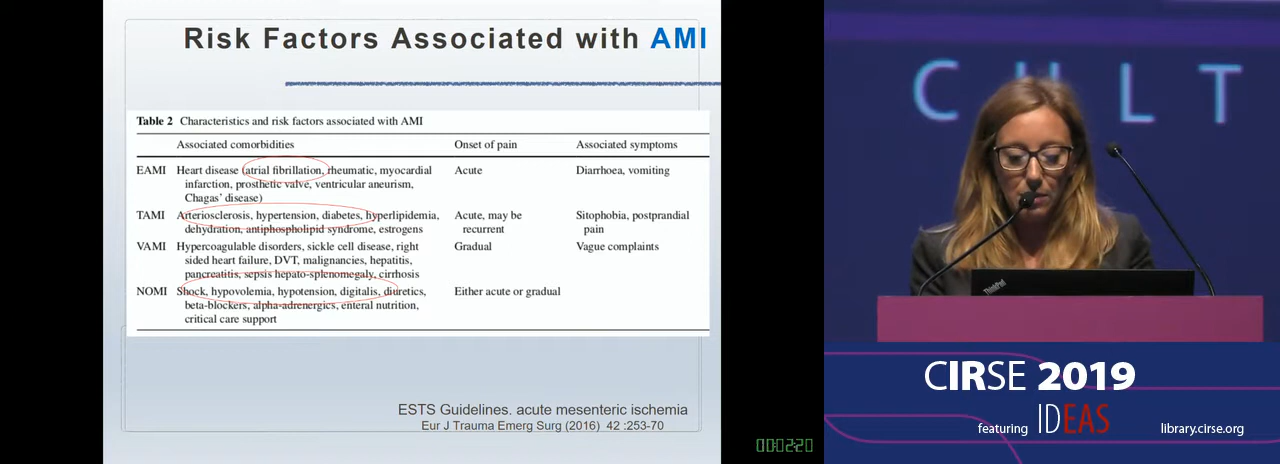 Risk Factors Associated with AMI
Table 2 Characteristics and risk factors associated with AMI
Associated comorbidities Onset of pain Associated symptoms
EAMI Heart disease (atrial fibrillation, rheumatic, myocardial Acute Diarrhoea, vomiting
infarction, prosthetic valve, ventricular aneurism,
Chagas' disease)
TAMI Arteriosclerosis, hypertension, diabetes, hyperlipidemia, Acute, may be Sitophobia, postprandial
dehydration, antiphospholipid syndrome, estrogens recurrent pain
VAMI Hypercoagulable disorders, sickle cell disease, right Gradual Vague complaints
sided heart failure, DVT, malignancies, hepatitis,
pancreatitis, sepsis hepato-splenomegaly, cirrhosis
NOMI Shock, hypovolemia, hypotension, digitalis, diuretics, Either acute or gradual
beta-blockers, alpha-adrenergics, enteral nutrition,
critical care support
ESTS Guidelines. acute mesenteric ischemia
Eur J Trauma Emerg Surg (2016) 42 :253-70
00:02:20
C U L T
ThinkPad
CIRSE 2019
featuring IDEAS library.cirse.org